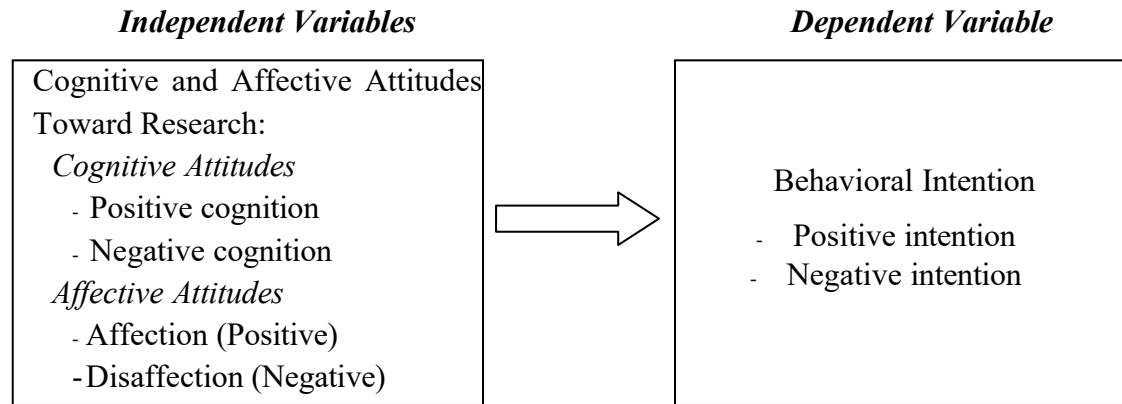 Independent Variables
Dependent Variable
Cognitive and Affective Attitudes
Toward Research:
Cognitive Attitudes
- Positive cognition
- Negative cognition
Affective Attitudes
- Affection (Positive)
- Disaffection (Negative)
Behavioral Intention
- Positive intention
- Negative intention